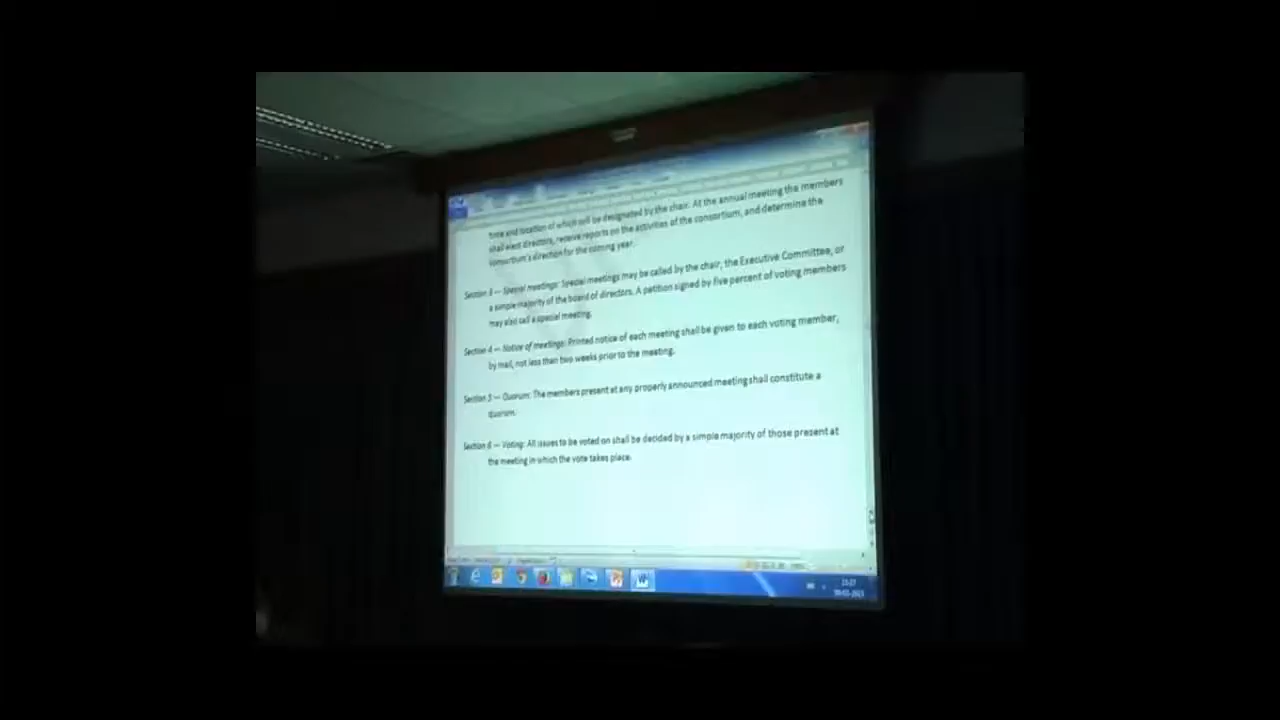 time and location of which will be designated by the chair. At the annual meeting the members
shall elect directors, receive reports on the activities of the consortium, and determine the
consortium's direction for the coming year.
Section 3 — Special meetings: Special meetings may be called by the chair, the Executive Committee, or
a simple majority of the board of directors. A petition signed by five percent of voting members
may also call a special meeting.
Section 4 — Notice of meetings: Printed notice of each meeting shall be given to each voting member,
by mail, not less than two weeks prior to the meeting.
Section 5 — Quorum: The members present at any properly announced meeting shall constitute a
quorum.
Section 6 — Voting: All issues to be voted on shall be decided by a simple majority of those present at
the meeting in which the vote takes place.